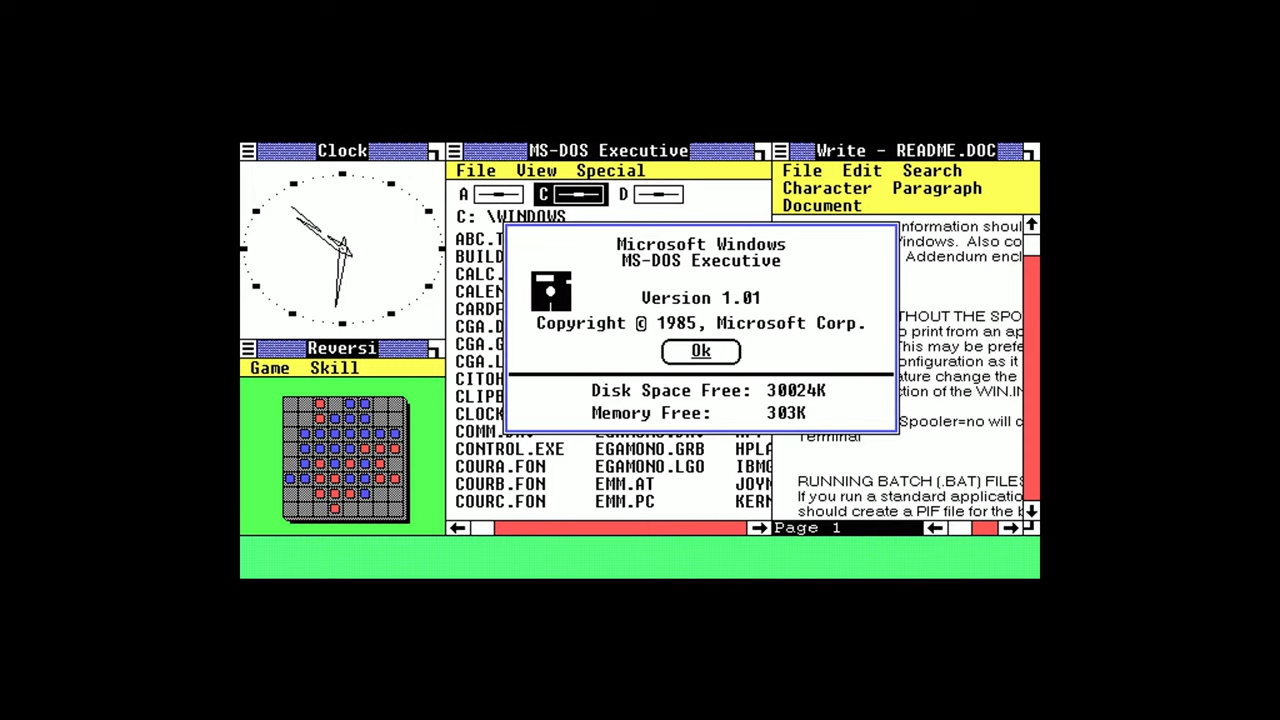 Clock
MS-DOS Executive
Write - README.DOC
File View Special
File Edit Search
Character Paragraph
Document
A C D
C: \WINDOWS
ABC.T
BUILD
CALC.
CALEN
CARDF
CGA.D
CGA.G
CGA.L
CITOH
CLIPB
CLOCK
CONTROL.EXE EGAMONO.GRB HPLA
COURA.FON EGAMONO.LGO IBMG
COURB.FON EMM.AT JOYM
COURC.FON EMM.PC KERN
Microsoft Windows
MS-DOS Executive
Version 1.01
Copyright © 1985, Microsoft Corp.
Ok
Disk Space Free: 30024K
Memory Free: 303K
nformation shoul
indows. Also co
Addendum encl
THOUT THE SPO
o print from an ap
This may be prefe
onfiguration as it
ature change the
ction of the WIN.IN
Spooler=no will c
Terminal
RUNNING BATCH (.BAT) FILES
If you run a standard applicatio
should create a PIF file for the b
Page 1
Reversi
Game Skill